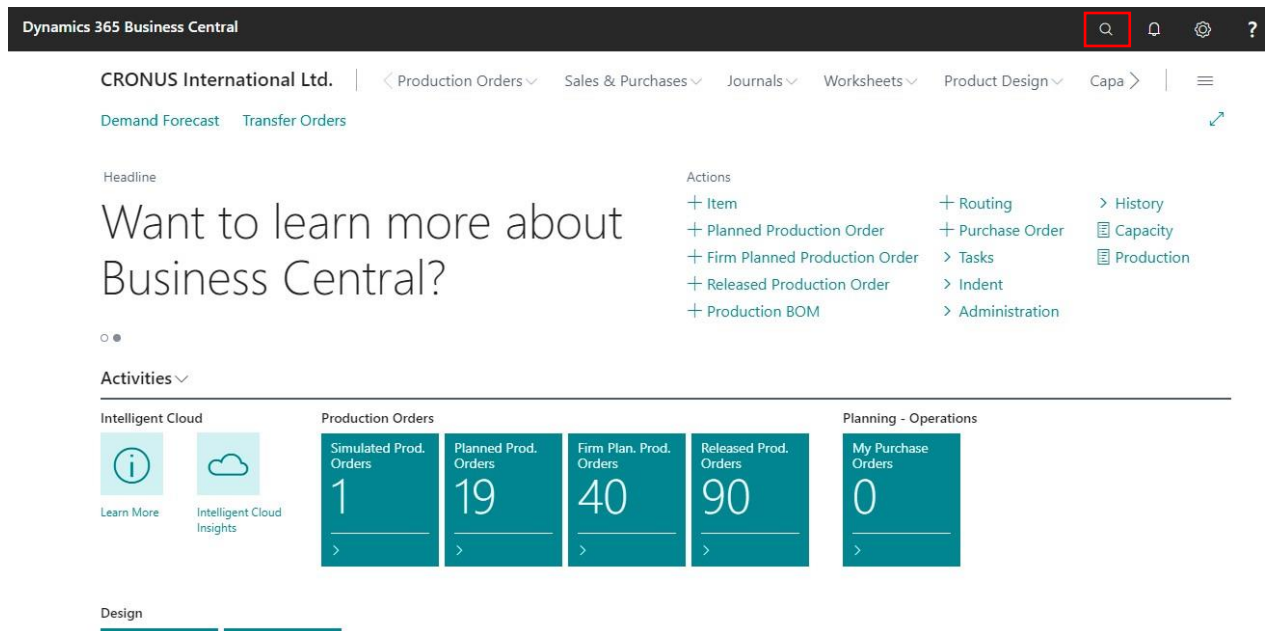 Dynamics 365 Business Central
?
CRONUS International Ltd.
Production Orders
Sales & Purchases
Journals
Worksheets
Product Design
Capa
Demand Forecast
Transfer Orders
Headline
Want to learn more about
Business Central?
Actions
+ Item
+ Planned Production Order
+ Firm Planned Production Order
+ Released Production Order
+ Production BOM
+ Routing
+ Purchase Order
> Tasks
> Indent
> Administration
> History
Capacity
Production
Activities
Intelligent Cloud
Learn More
Intelligent Cloud
Insights
Production Orders
Simulated Prod.
Orders
1
Planned Prod.
Orders
19
Firm Plan. Prod.
Orders
40
Released Prod.
Orders
90
Planning - Operations
My Purchase
Orders
0
Design